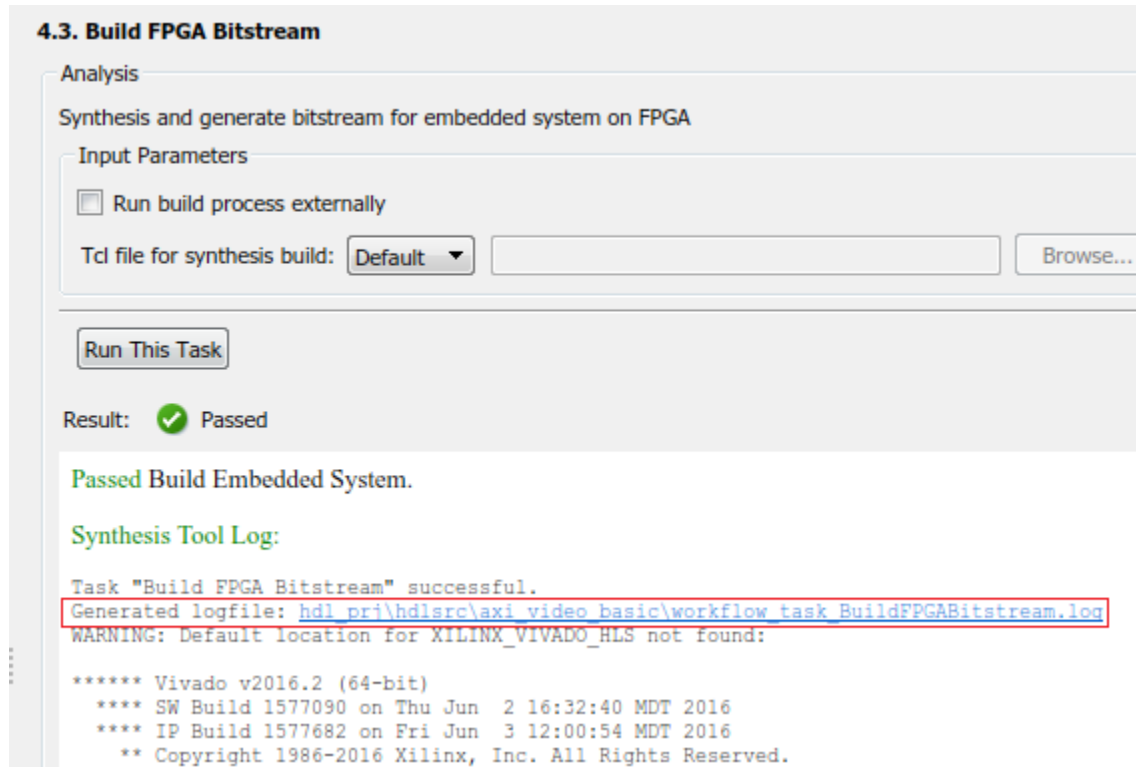 4.3. Build FPGA Bitstream
Analysis
Synthesis and generate bitstream for embedded system on FPGA
Input Parameters
Run build process externally
Tcl file for synthesis build: Default Browse...
Run This Task
Result: Passed
Passed Build Embedded System.
Synthesis Tool Log:
Task "Build FPGA Bitstream" successful.
Generated logfile: hdl_prj\hdlsrc\axi_video_basic\workflow_task_BuildFPGABitstream.log
WARNING: Default location for XILINX_VIVADO_HLS not found:
****** Vivado v2016.2 (64-bit)
**** SW Build 1577090 on Thu Jun  2 16:32:40 MDT 2016
**** IP Build 1577682 on Fri Jun  3 12:00:54 MDT 2016
** Copyright 1986-2016 Xilinx, Inc. All Rights Reserved.